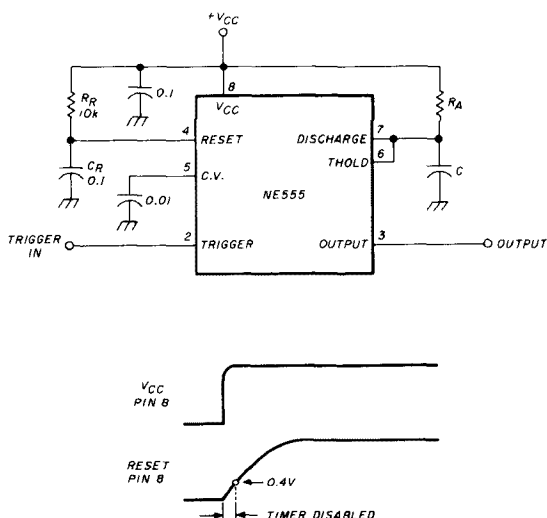 +VCC
RR
10k
0.1
8
VCC
RA
4
RESET
DISCHARGE
7
CR
0.1
5
C.V.
THOLD
6
C
0.01
NE555
TRIGGER
IN
2
TRIGGER
OUTPUT
3
OUTPUT
VCC
PIN 8
RESET
PIN 8
0.4V
TIMER DISABLED